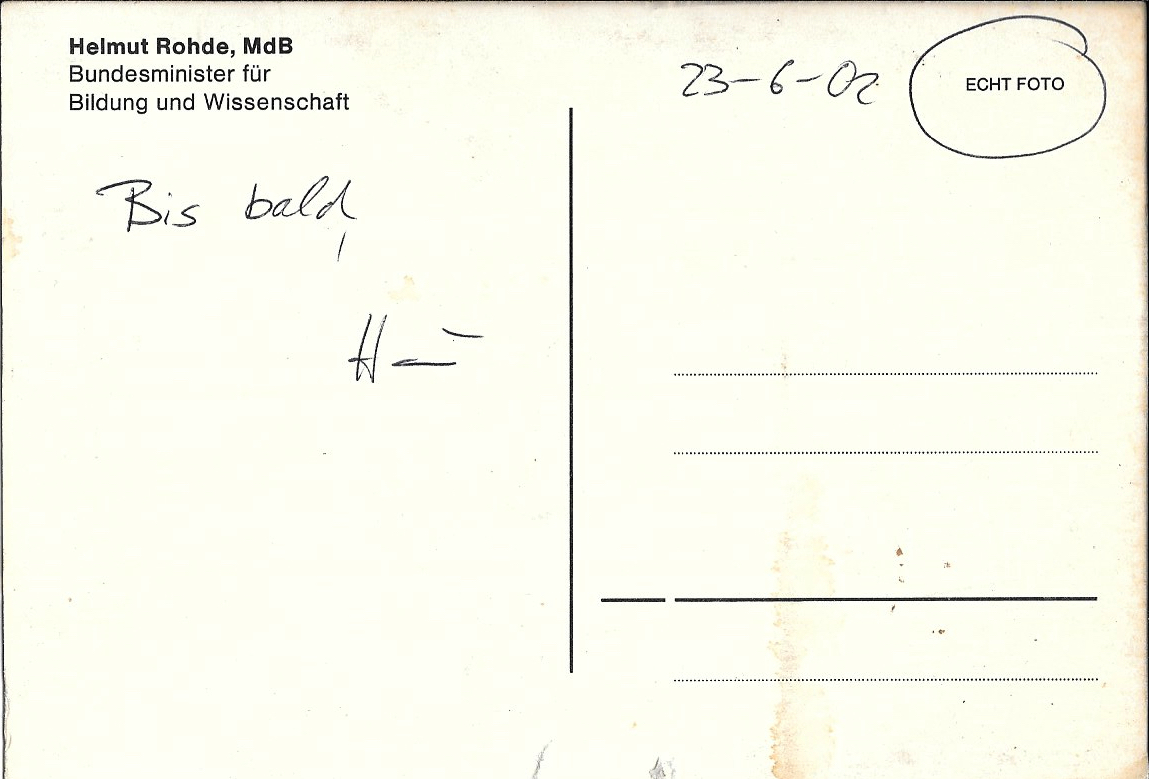 Helmut Rohde, MdB
Bundesminister für
Bildung und Wissenschaft
Bis bald,
23-6-02
ECHT FOTO